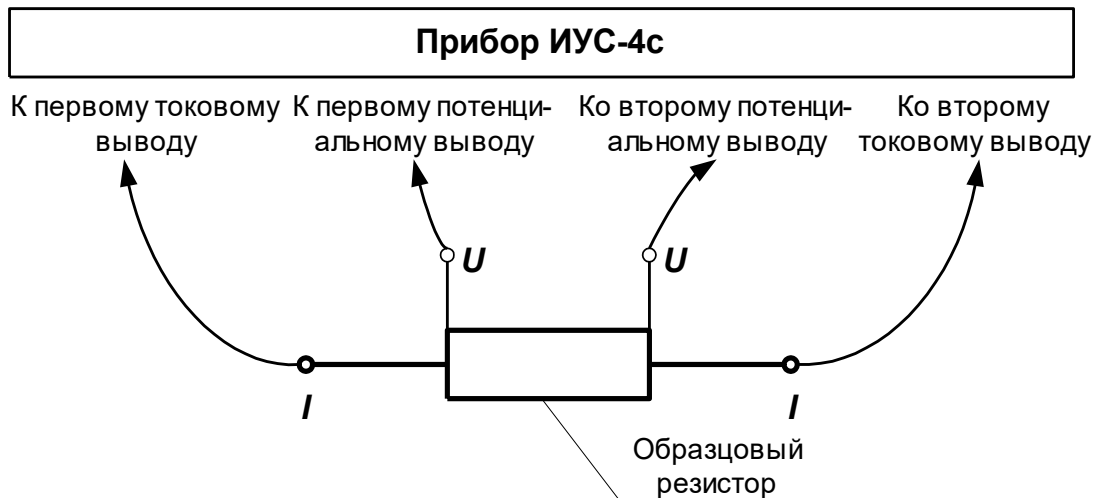 Прибор ИУС-4с
К первому токовому
выводу
К первому потенци-
альному выводу
Ко второму потенци-
альному выводу
Ко второму
токовому выводу
U
U
I
I
Образцовый
резистор